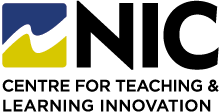 NIC
CENTRE FOR TEACHING &
LEARNING INNOVATION